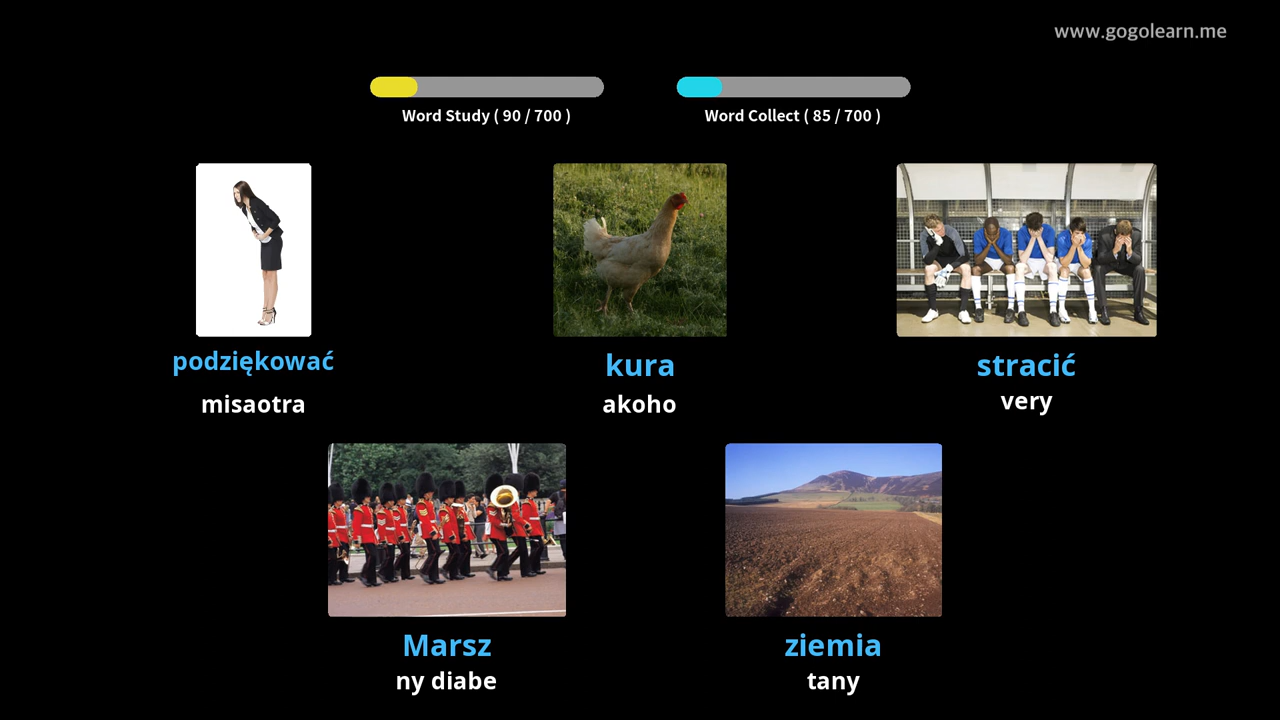 www.gogolearn.me
Word Study ( 90 / 700 )
Word Collect ( 85 / 700 )
podziękować
misaotra
kura
akoho
stracić
very
Marsz
ny diabe
ziemia
tany